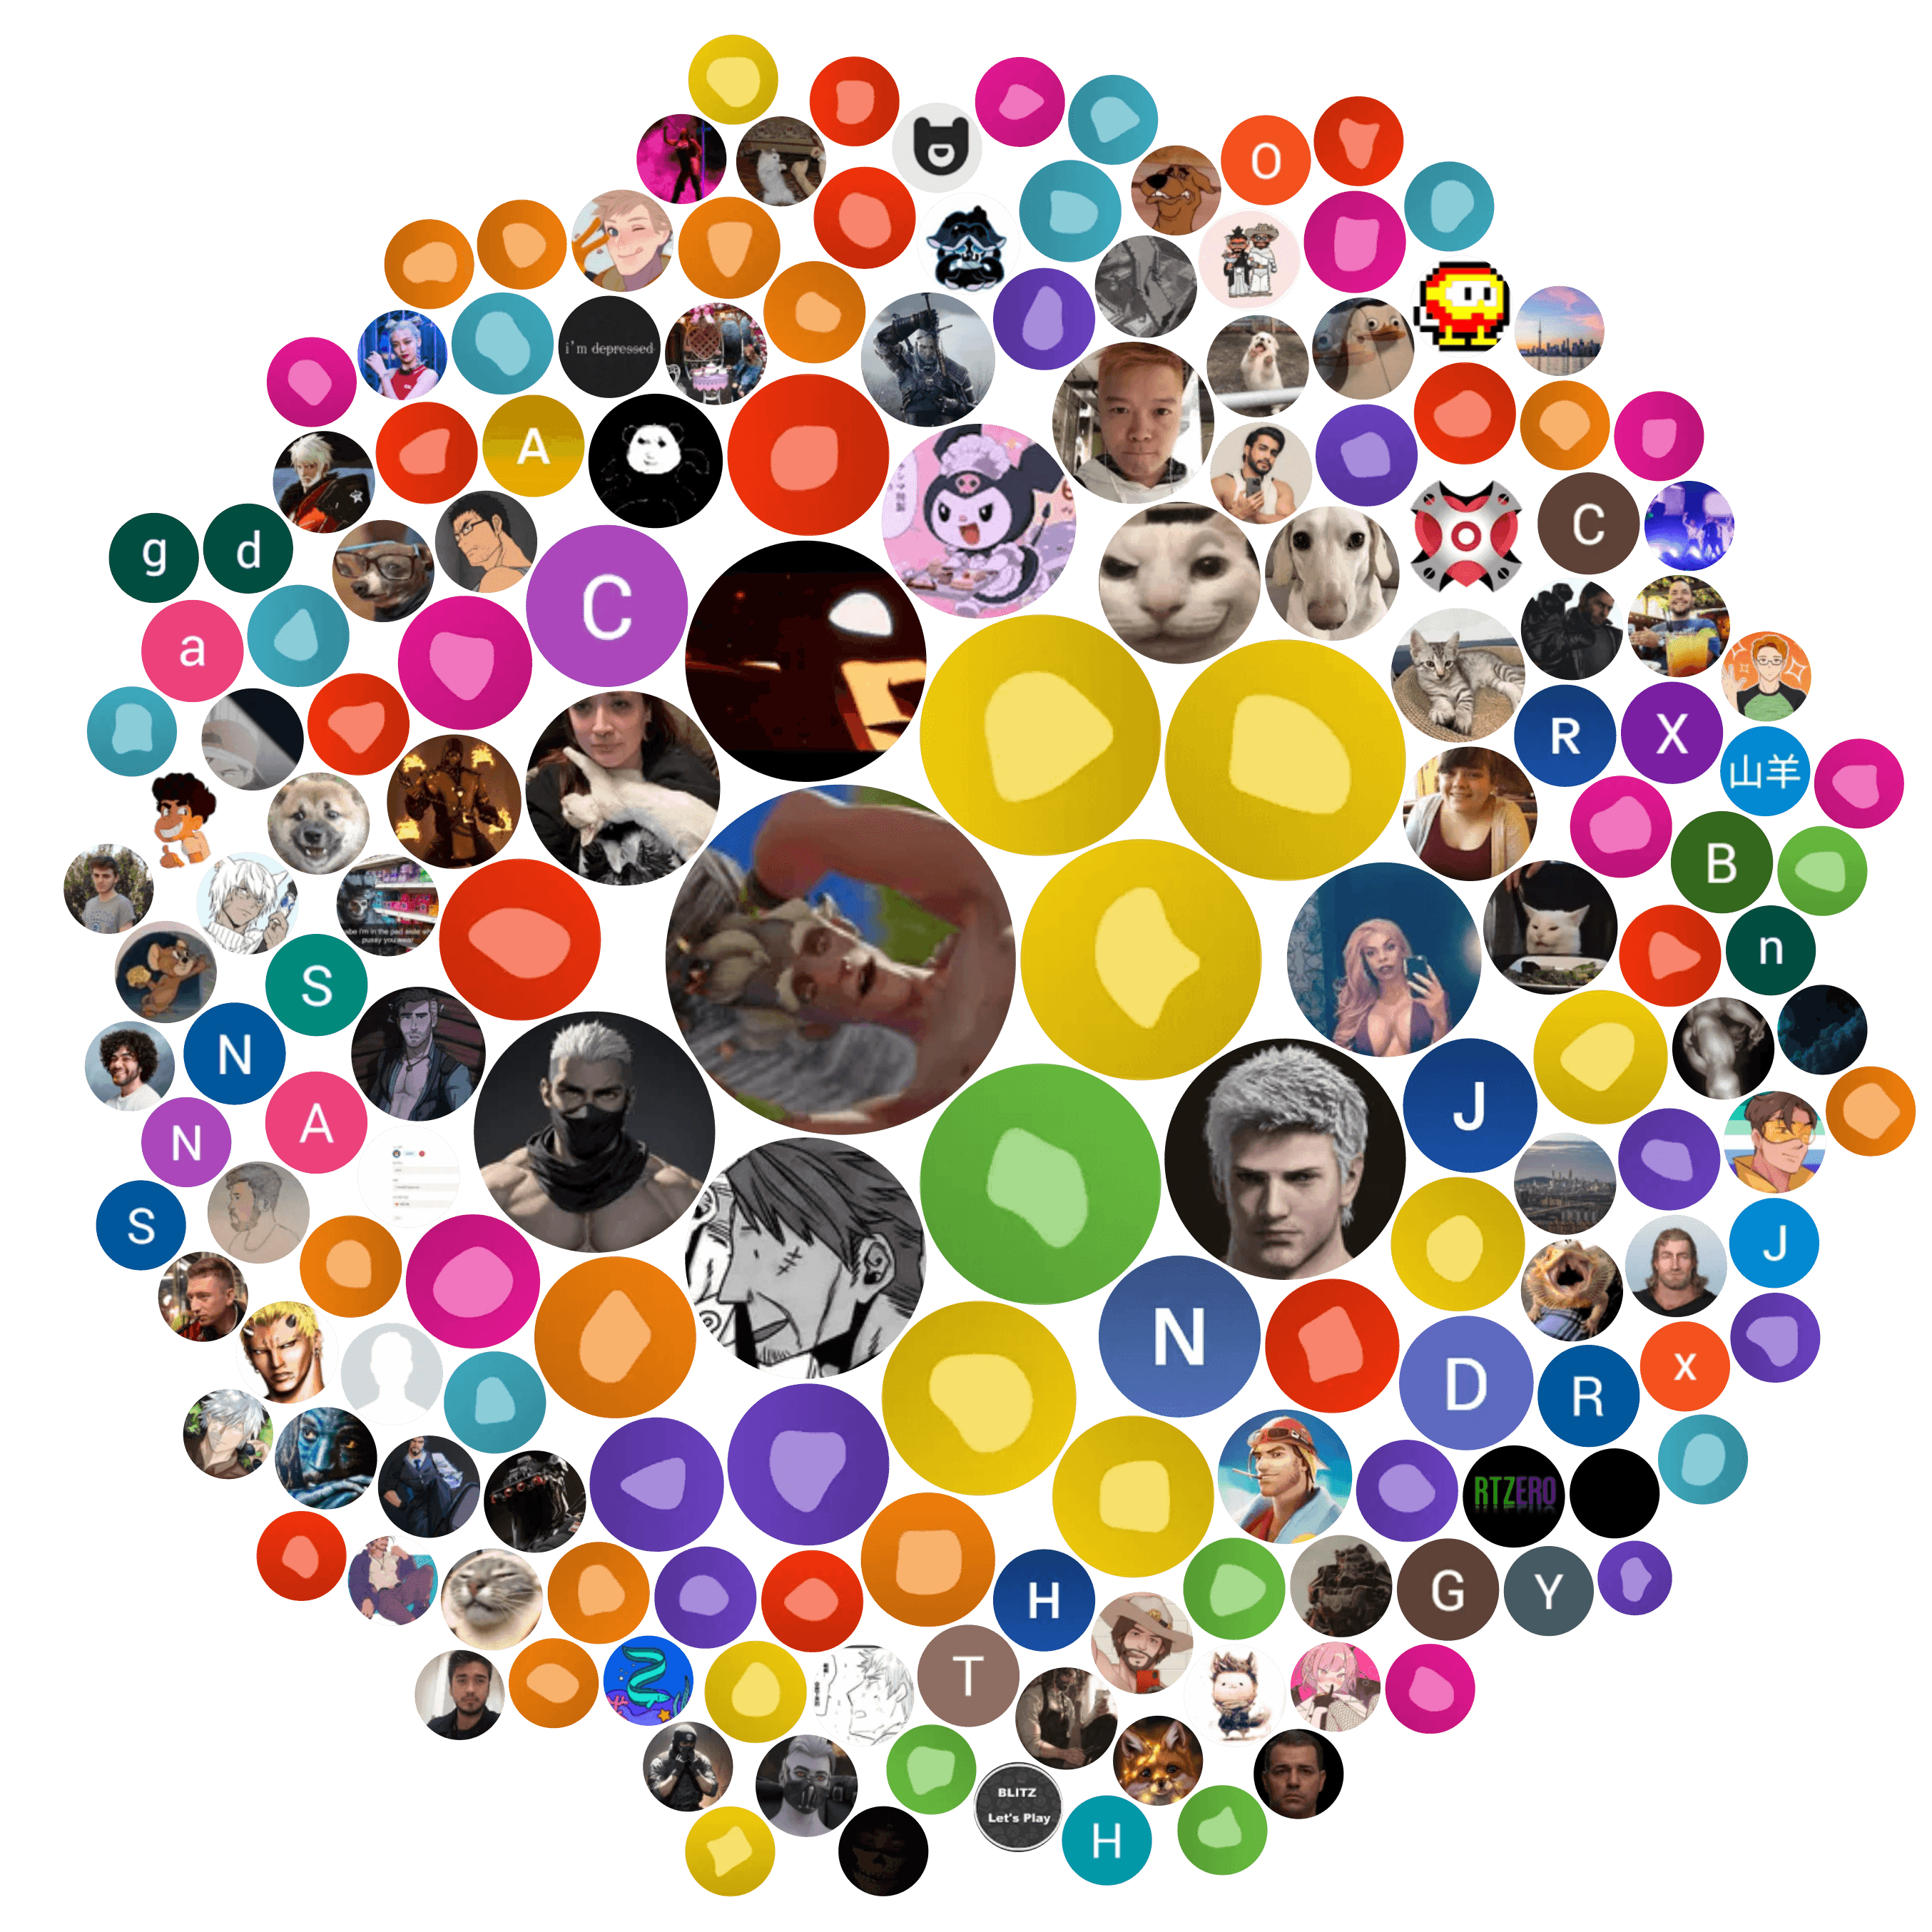 O
i'm depressed
A
C
g
d
C
a
R
X
山羊
B
n
S
N
J
A
N
S
J
N
D
R
x
RTZERO
H
G
Y
T
BLITZ
Let's Play
H